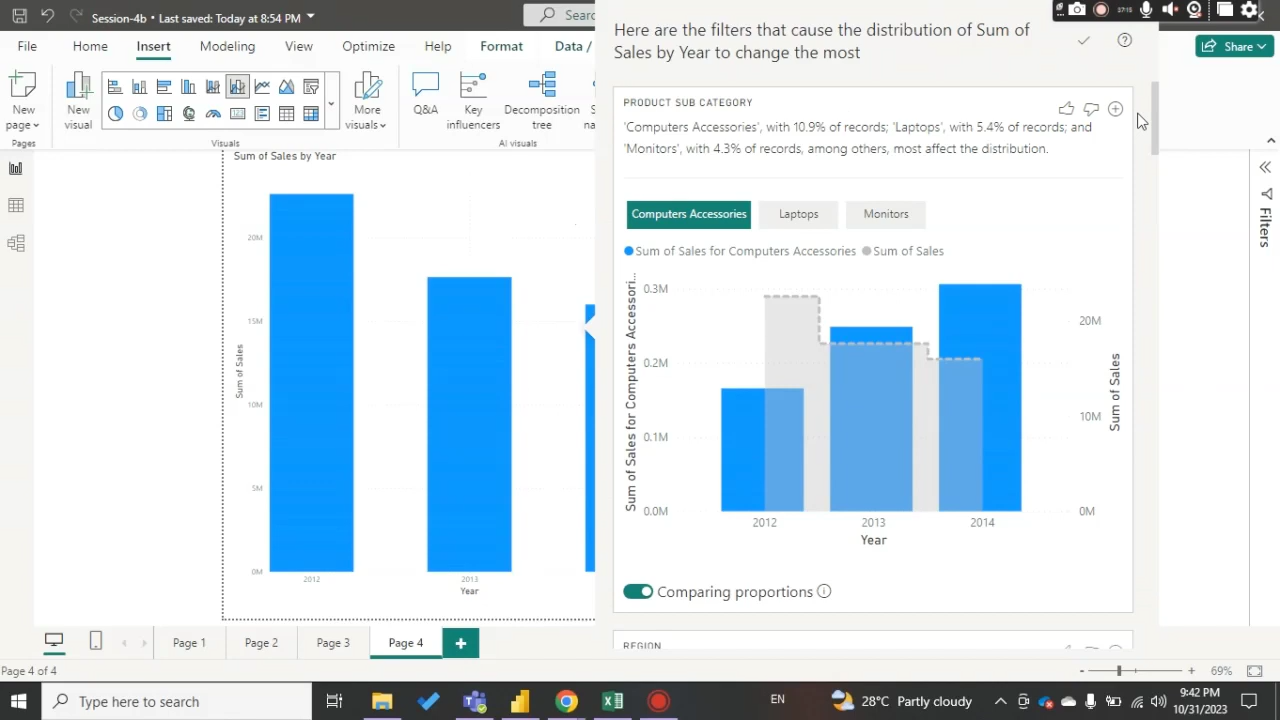 Session-4b • Last saved: Today at 8:54 PM
Searc
37:15
File Home Insert Modeling View Optimize Help Format Data /
Share
New page
New visual
More visuals
Q&A
Key influencers
Decomposition tree
Pages
Visuals
AI visuals
Sum of Sales by Year
20M
15M
10M
5M
0M
Sum of Sales
2012
2013
Year
Here are the filters that cause the distribution of Sum of
Sales by Year to change the most
PRODUCT SUB CATEGORY
'Computers Accessories', with 10.9% of records; 'Laptops', with 5.4% of records; and
'Monitors', with 4.3% of records, among others, most affect the distribution.
Computers Accessories Laptops Monitors
Sum of Sales for Computers Accessories Sum of Sales
Sum of Sales for Computers Accessori...
0.3M
0.2M
0.1M
0.0M
20M
10M
0M
Sum of Sales
2012 2013 2014
Year
Comparing proportions
REGION
Filters
Page 1 Page 2 Page 3 Page 4 +
Page 4 of 4
- + 69%
Type here to search
EN
28°C Partly cloudy
9:42 PM
10/31/2023